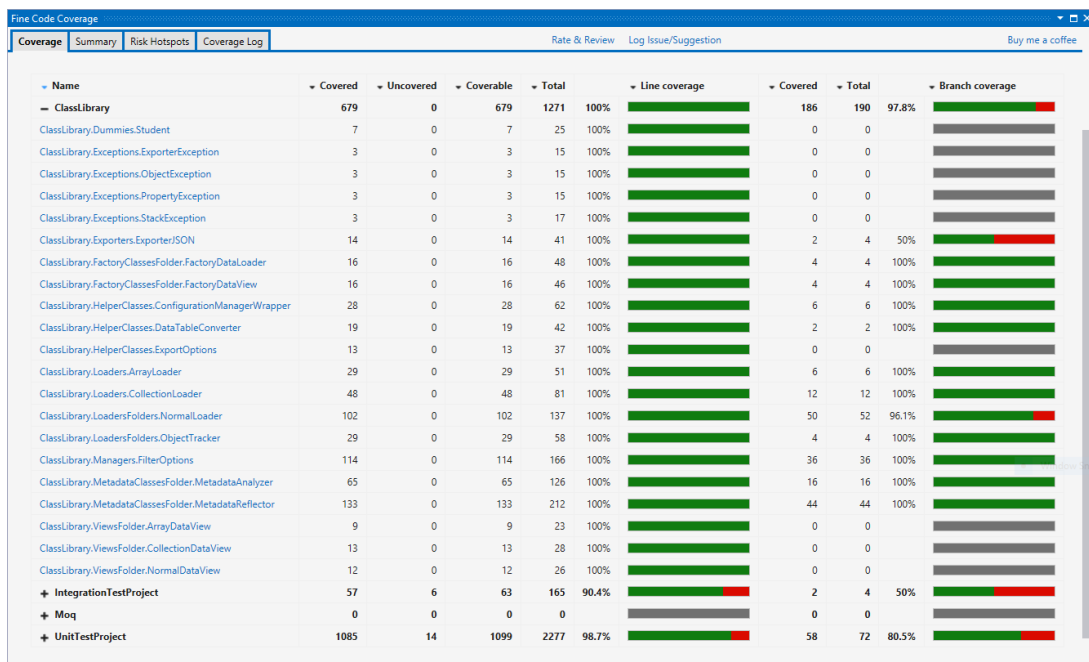 Fine Code Coverage
Coverage Summary Risk Hotspots Coverage Log Rate & Review Log Issue/Suggestion Buy me a coffee
Name Covered Uncovered Coverable Total Line coverage Covered Total Branch coverage
ClassLibrary 679 0 679 1271 100% 186 190 97.8%
ClassLibrary.Dummies.Student 7 0 7 25 100% 0 0
ClassLibrary.Exceptions.ExporterException 3 0 3 15 100% 0 0
ClassLibrary.Exceptions.ObjectException 3 0 3 15 100% 0 0
ClassLibrary.Exceptions.PropertyException 3 0 3 15 100% 0 0
ClassLibrary.Exceptions.StackException 3 0 3 17 100% 0 0
ClassLibrary.Exporters.ExporterJSON 14 0 14 41 100% 2 4 50%
ClassLibrary.FactoryClassesFolder.FactoryDataLoader 16 0 16 48 100% 4 4 100%
ClassLibrary.FactoryClassesFolder.FactoryDataView 16 0 16 46 100% 4 4 100%
ClassLibrary.HelperClasses.ConfigurationManagerWrapper 28 0 28 62 100% 6 6 100%
ClassLibrary.HelperClasses.DataTableConverter 19 0 19 42 100% 2 2 100%
ClassLibrary.HelperClasses.ExportOptions 13 0 13 37 100% 0 0
ClassLibrary.Loaders.ArrayLoader 29 0 29 51 100% 6 6 100%
ClassLibrary.Loaders.CollectionLoader 48 0 48 81 100% 12 12 100%
ClassLibrary.LoadersFolders.NormalLoader 102 0 102 137 100% 50 52 96.1%
ClassLibrary.LoadersFolders.ObjectTracker 29 0 29 58 100% 4 4 100%
ClassLibrary.Managers.FilterOptions 114 0 114 166 100% 36 36 100%
ClassLibrary.MetadataClassesFolder.MetadataAnalyzer 65 0 65 126 100% 16 16 100%
ClassLibrary.MetadataClassesFolder.MetadataReflector 133 0 133 212 100% 44 44 100%
ClassLibrary.ViewsFolder.ArrayDataView 9 0 9 23 100% 0 0
ClassLibrary.ViewsFolder.CollectionDataView 13 0 13 28 100% 0 0
ClassLibrary.ViewsFolder.NormalDataView 12 0 12 26 100% 0 0
IntegrationTestProject 57 6 63 165 90.4% 2 4 50%
Moq 0 0 0 0 0 0
UnitTestProject 1085 14 1099 2277 98.7% 58 72 80.5%